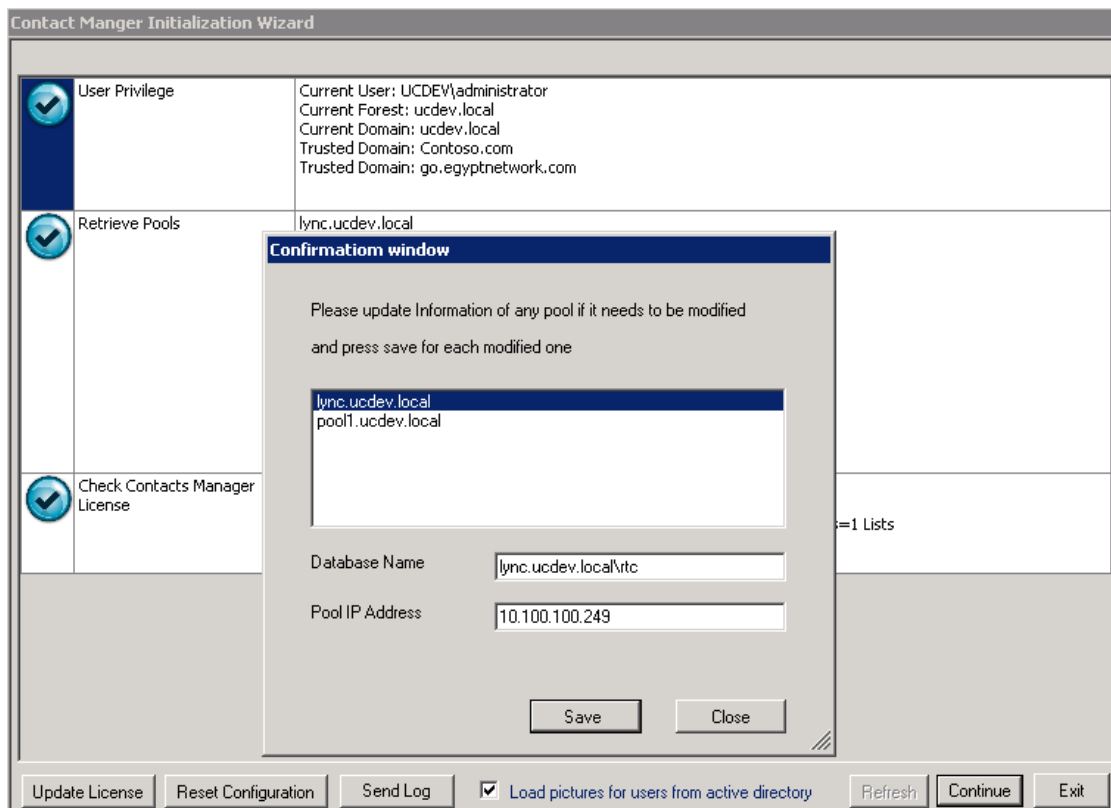 Contact Manger Initialization Wizard
User Privilege
Current User: UCDEV\administrator
Current Forest: ucdev.local
Current Domain: ucdev.local
Trusted Domain: Contoso.com
Trusted Domain: go.egyptnetwork.com
Retrieve Pools
lync.ucdev.local
Confirmatiom window
Please update Information of any pool if it needs to be modified
and press save for each modified one
lync.ucdev.local
pool1.ucdev.local
Check Contacts Manager
License
=1 Lists
Database Name
lync.ucdev.local\rtc
Pool IP Address
10.100.100.249
Save
Close
Update License
Reset Configuration
Send Log
Load pictures for users from active directory
Refresh
Continue
Exit